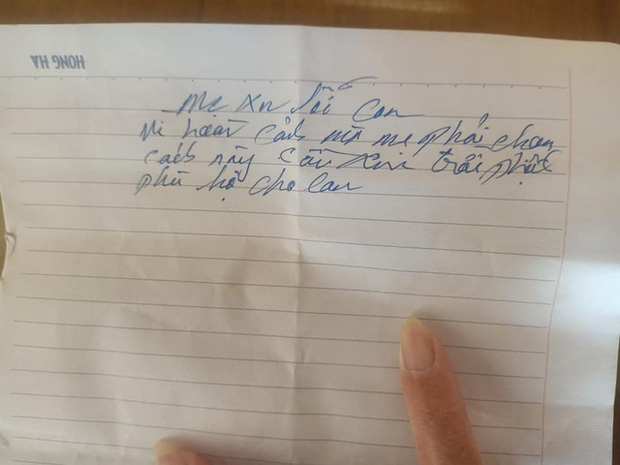 HONG HA
Mẹ xin lỗi con
vì hoàn cảnh nên mẹ phải chọn
cách này cầu xin trời phật
phù hộ cho con